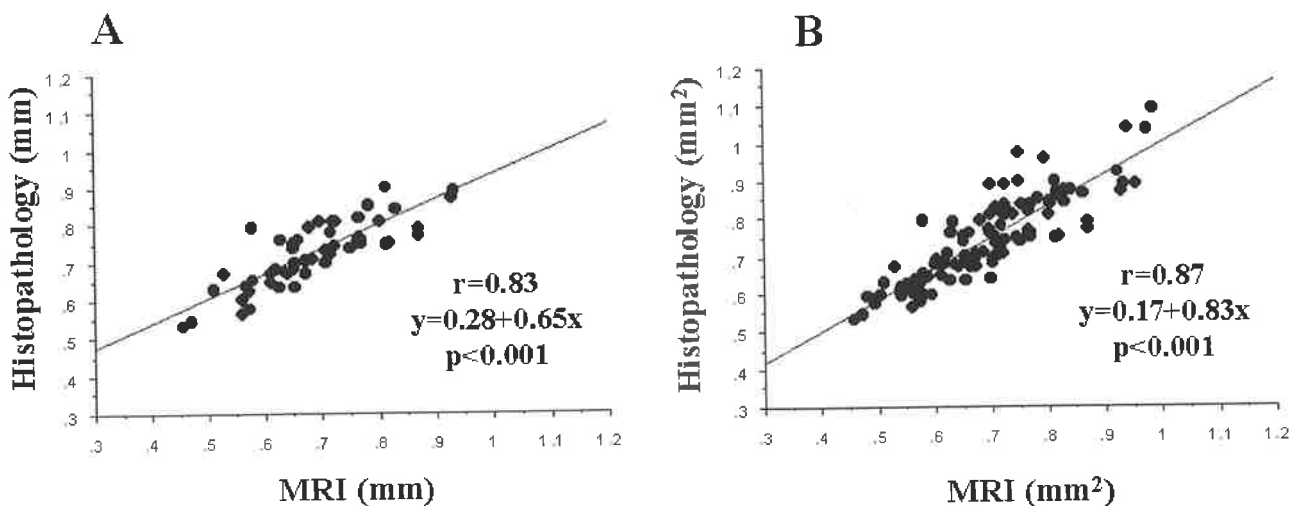 A
Histopathology (mm)
1.2
1.1
1
.9
.8
.7
.6
.5
.4
.3
r=0.83
y=0.28+0.65x
p<0.001
.3 .4 .5 .6 .7 .8 .9 1 1.1 1.2
MRI (mm)
B
Histopathology (mm²)
1.2
1.1
1
.9
.8
.7
.6
.5
.4
.3
r=0.87
y=0.17+0.83x
p<0.001
.3 .4 .5 .6 .7 .8 .9 1 1.1 1.2
MRI (mm²)